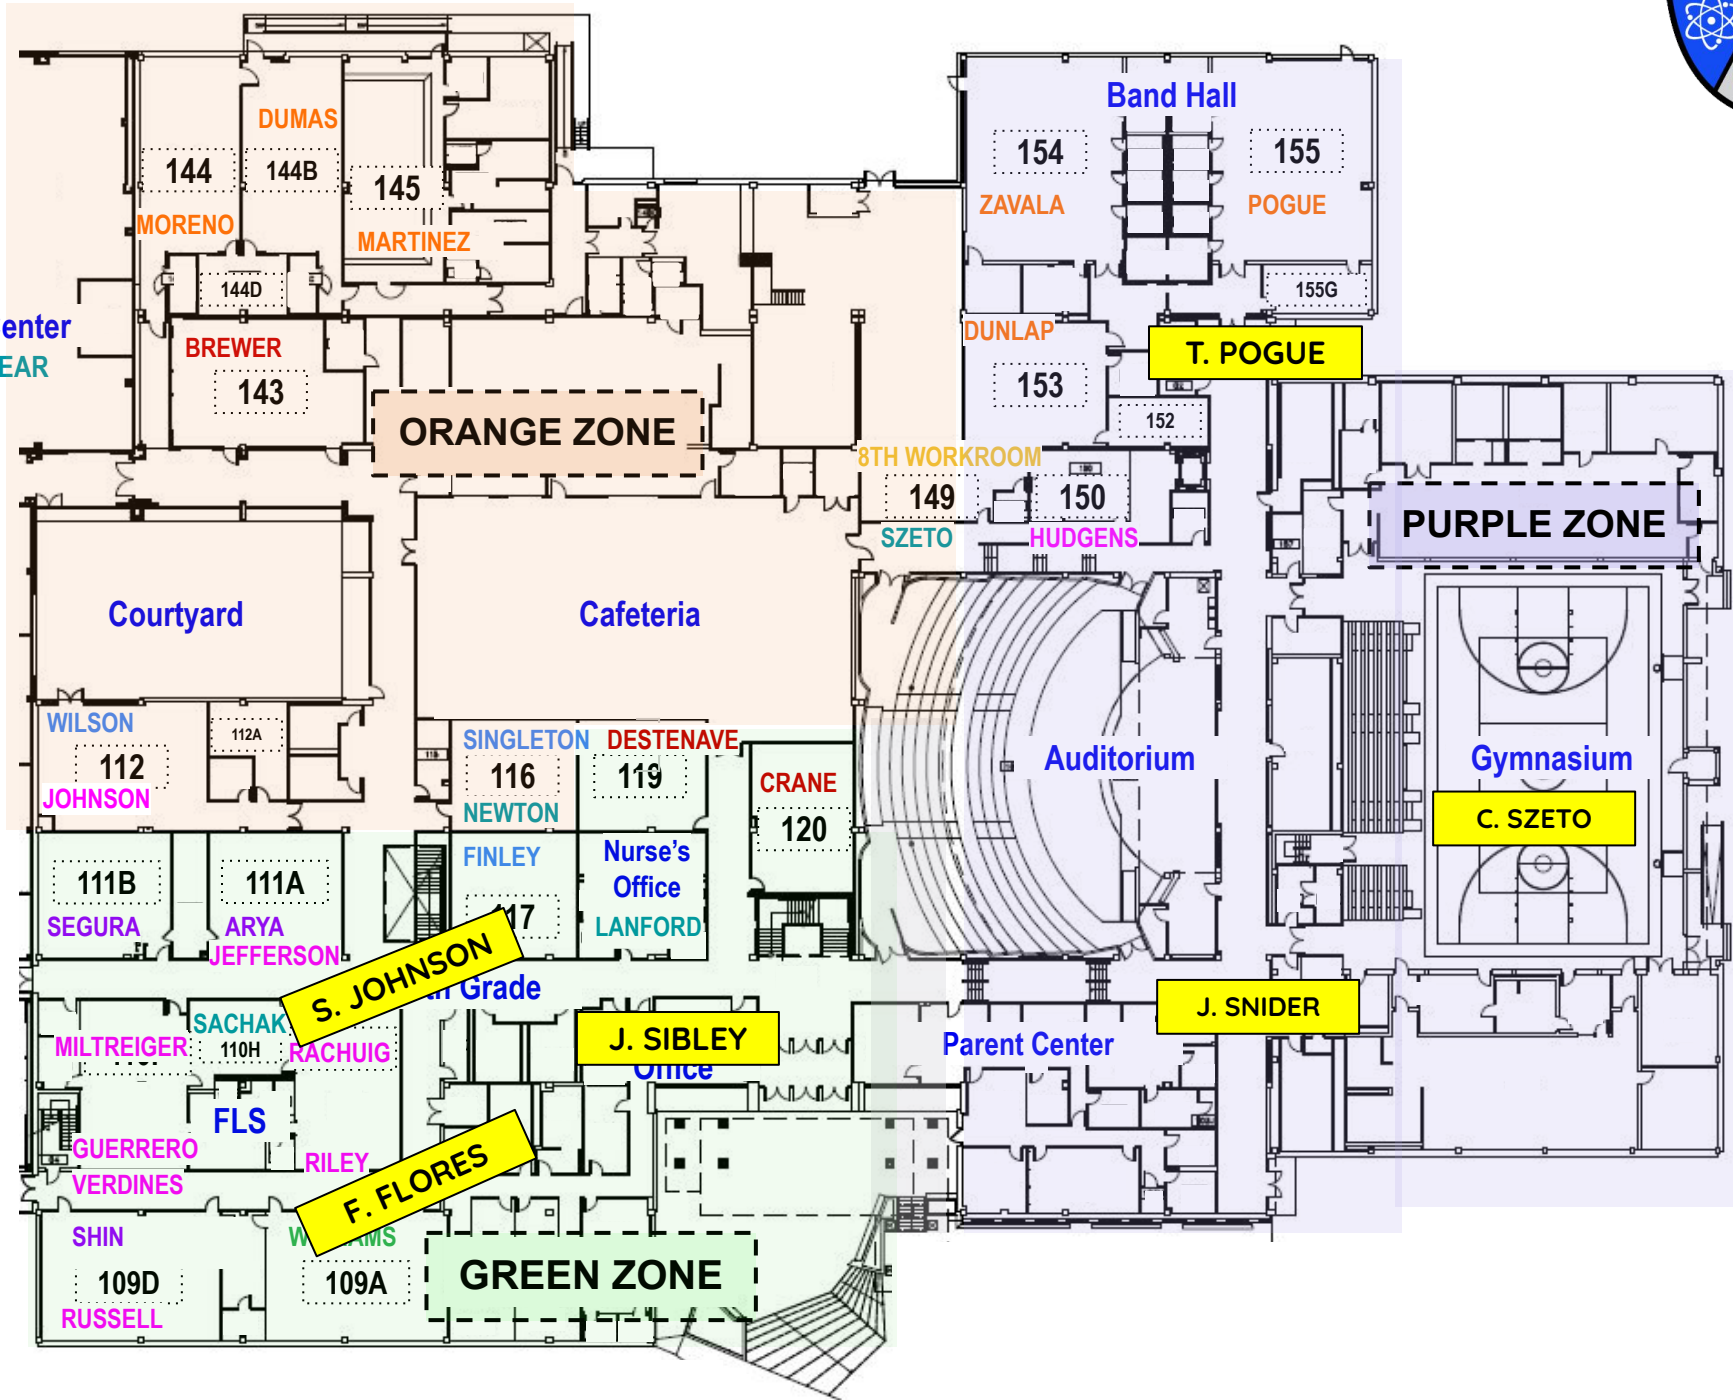 Band Hall
DUMAS
144
144B
145
154
155
MORENO
MARTINEZ
ZAVALA
POGUE
144D
155G
enter
EAR
BREWER
143
DUNLAP
T. POGUE
153
152
ORANGE ZONE
8TH WORKROOM
149
150
SZETO
HUDGENS
PURPLE ZONE
Courtyard
Cafeteria
WILSON
112A
112
JOHNSON
SINGLETON
DESTENAVE
116
119
NEWTON
CRANE
120
Auditorium
Gymnasium
C. SZETO
111B
111A
SEGURA
ARYA
JEFFERSON
FINLEY
17
Nurse's
Office
LANFORD
S. JOHNSON
Grade
SACHAK
MILTREIGER
110H
RACHUIG
J. SIBLEY
Office
Parent Center
J. SNIDER
FLS
GUERRERO
RILEY
VERDINES
F. FLORES
SHIN
109D
109A
RUSSELL
GREEN ZONE